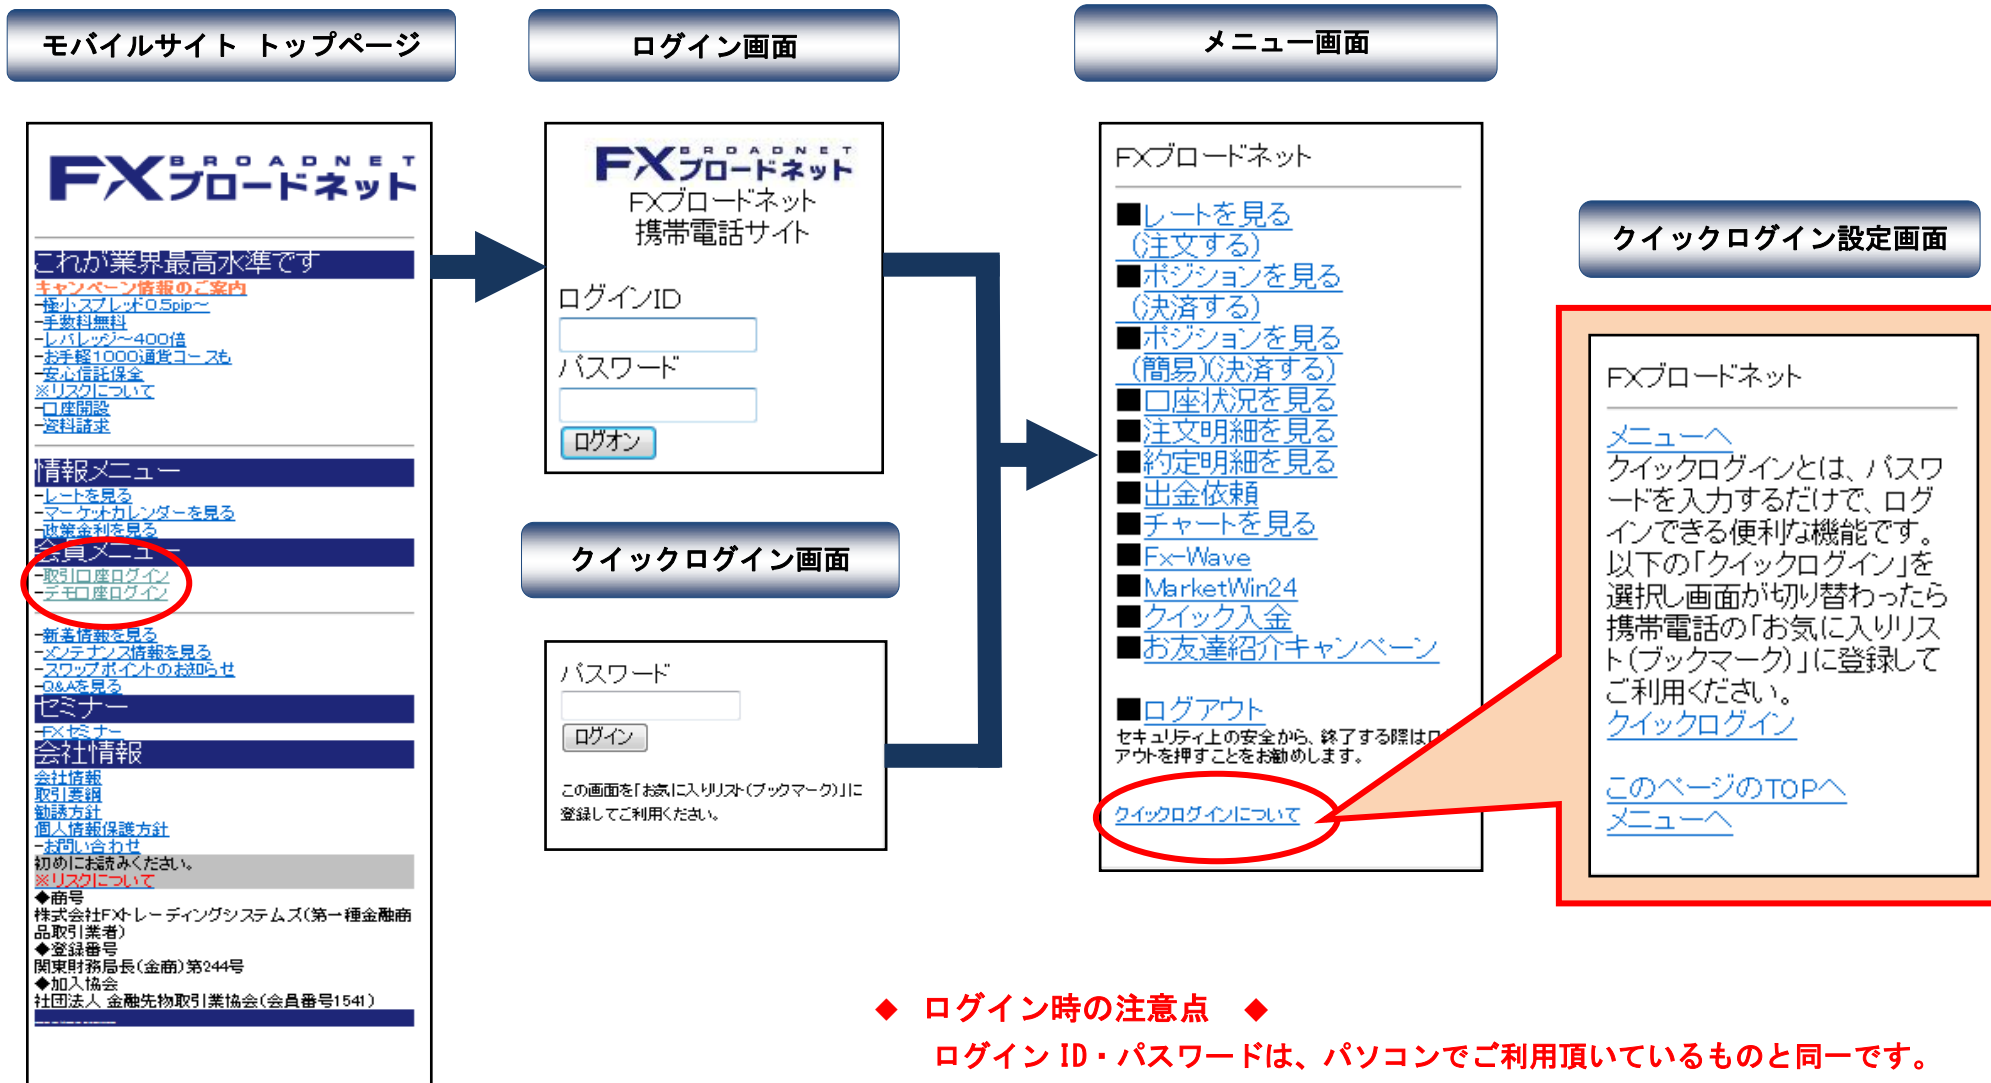 モバイルサイト トップページ
BROADNET
FXブロードネット
これが業界最高水準です
キャンペーン情報のご案内
-極小スプレッド0.5pip～
-手数料無料
-レバレッジ～400倍
-お手軽1000通貨コースも
-安心信託保全
※リスクについて
-口座開設
-資料請求
情報メニュー
-レートを見る
-マーケットカレンダーを見る
-政策金利を見る
会員メニュー
-取引口座ログイン
-デモ口座ログイン
-新着情報を見る
-メンテナンス情報を見る
-スワップポイントのお知らせ
-Q&Aを見る
セミナー
-FXセミナー
会社情報
会社情報
取引要綱
勧誘方針
個人情報保護方針
-お問い合わせ
初めにお読みください。
※リスクについて
◆商号
株式会社FXトレーディングシステムズ(第一種金融商
品取引業者)
◆登録番号
関東財務局長(金商)第244号
◆加入協会
社団法人 金融先物取引業協会(会員番号1541)
ログイン画面
BROADNET
FXブロードネット
FXブロードネット
携帯電話サイト
ログインID
パスワード
ログオン
クイックログイン画面
パスワード
ログイン
この画面を「お気に入りリスト(ブックマーク)」に
登録してご利用ください。
メニュー画面
FXブロードネット
■レートを見る
(注文する)
■ポジションを見る
(決済する)
■ポジションを見る
(簡易)(決済する)
■口座状況を見る
■注文明細を見る
■約定明細を見る
■出金依頼
■チャートを見る
■Fx-Wave
■MarketWin24
■クイック入金
■お友達紹介キャンペーン
■ログアウト
セキュリティ上の安全から、終了する際はロ
アウトを押すことをお勧めします。
クイックログインについて
クイックログイン設定画面
FXブロードネット
メニューへ
クイックログインとは、パスワ
ードを入力するだけで、ログ
インできる便利な機能です。
以下の「クイックログイン」を
選択し画面が切り替わったら
携帯電話の「お気に入りリス
ト(ブックマーク)」に登録して
ご利用ください。
クイックログイン
このページのTOPへ
メニューへ
◆ ログイン時の注意点 ◆
ログイン ID・パスワードは、パソコンでご利用頂いているものと同一です。